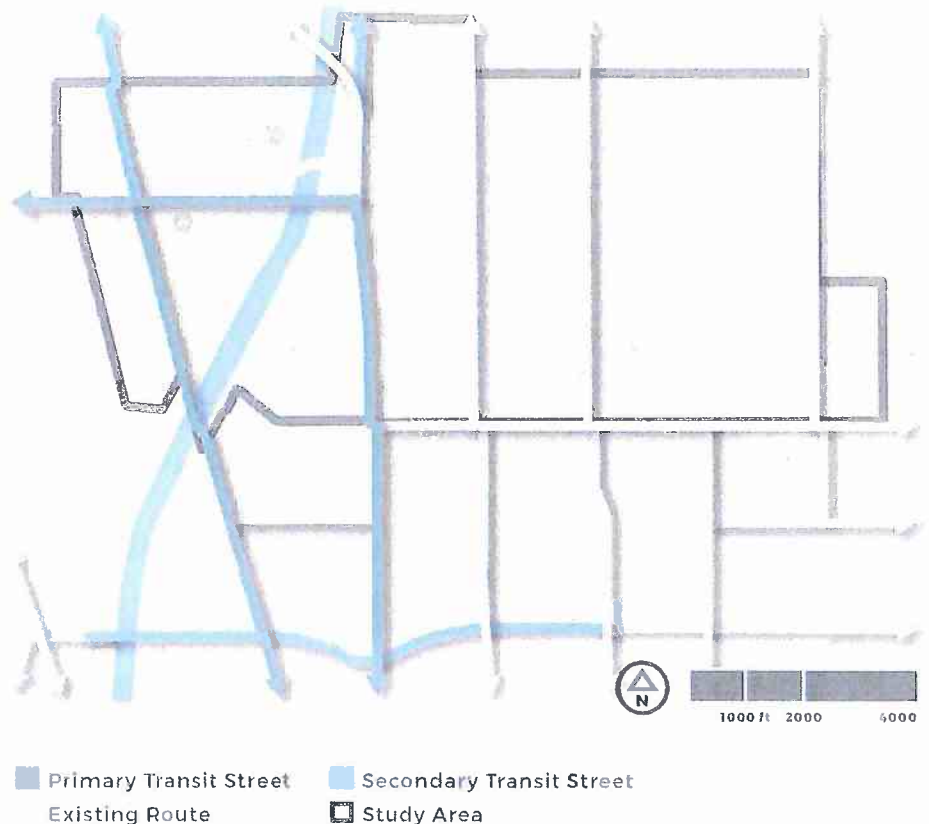 N
1000 ft 2000 4000
Primary Transit Street Secondary Transit Street
Existing Route Study Area